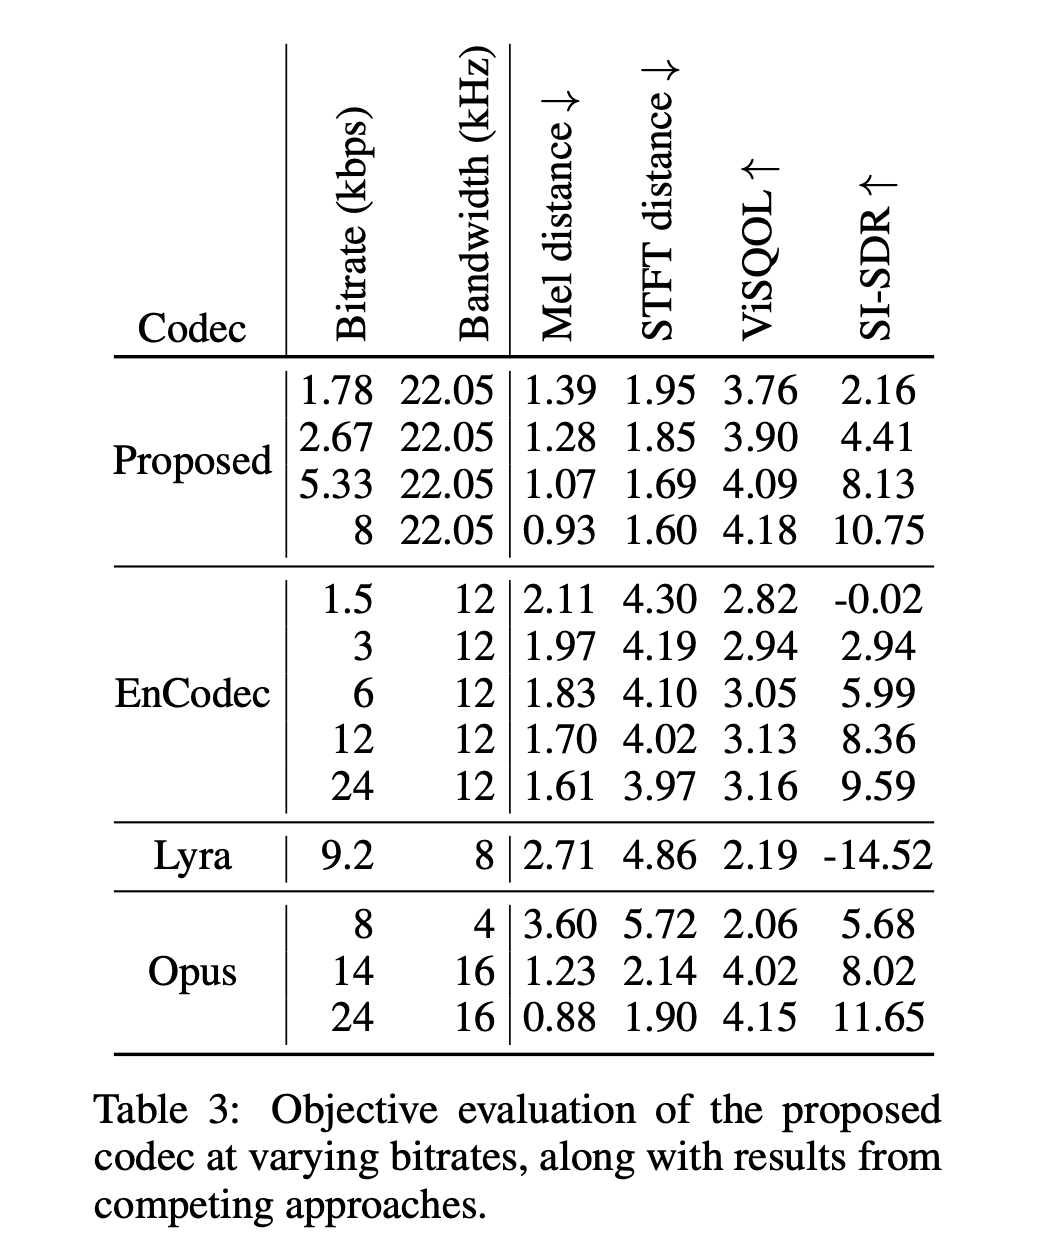 Codec Bitrate (kbps) Bandwidth (kHz) Mel distance ↓ STFT distance ↓ ViSQOL ↑ SI-SDR ↑
Proposed
1.78 22.05 1.39 1.95 3.76 2.16
2.67 22.05 1.28 1.85 3.90 4.41
5.33 22.05 1.07 1.69 4.09 8.13
8 22.05 0.93 1.60 4.18 10.75
EnCodec
1.5 12 2.11 4.30 2.82 -0.02
3 12 1.97 4.19 2.94 2.94
6 12 1.83 4.10 3.05 5.99
12 12 1.70 4.02 3.13 8.36
24 12 1.61 3.97 3.16 9.59
Lyra 9.2 8 2.71 4.86 2.19 -14.52
Opus
8 4 3.60 5.72 2.06 5.68
14 16 1.23 2.14 4.02 8.02
24 16 0.88 1.90 4.15 11.65
Table 3: Objective evaluation of the proposed
codec at varying bitrates, along with results from
competing approaches.